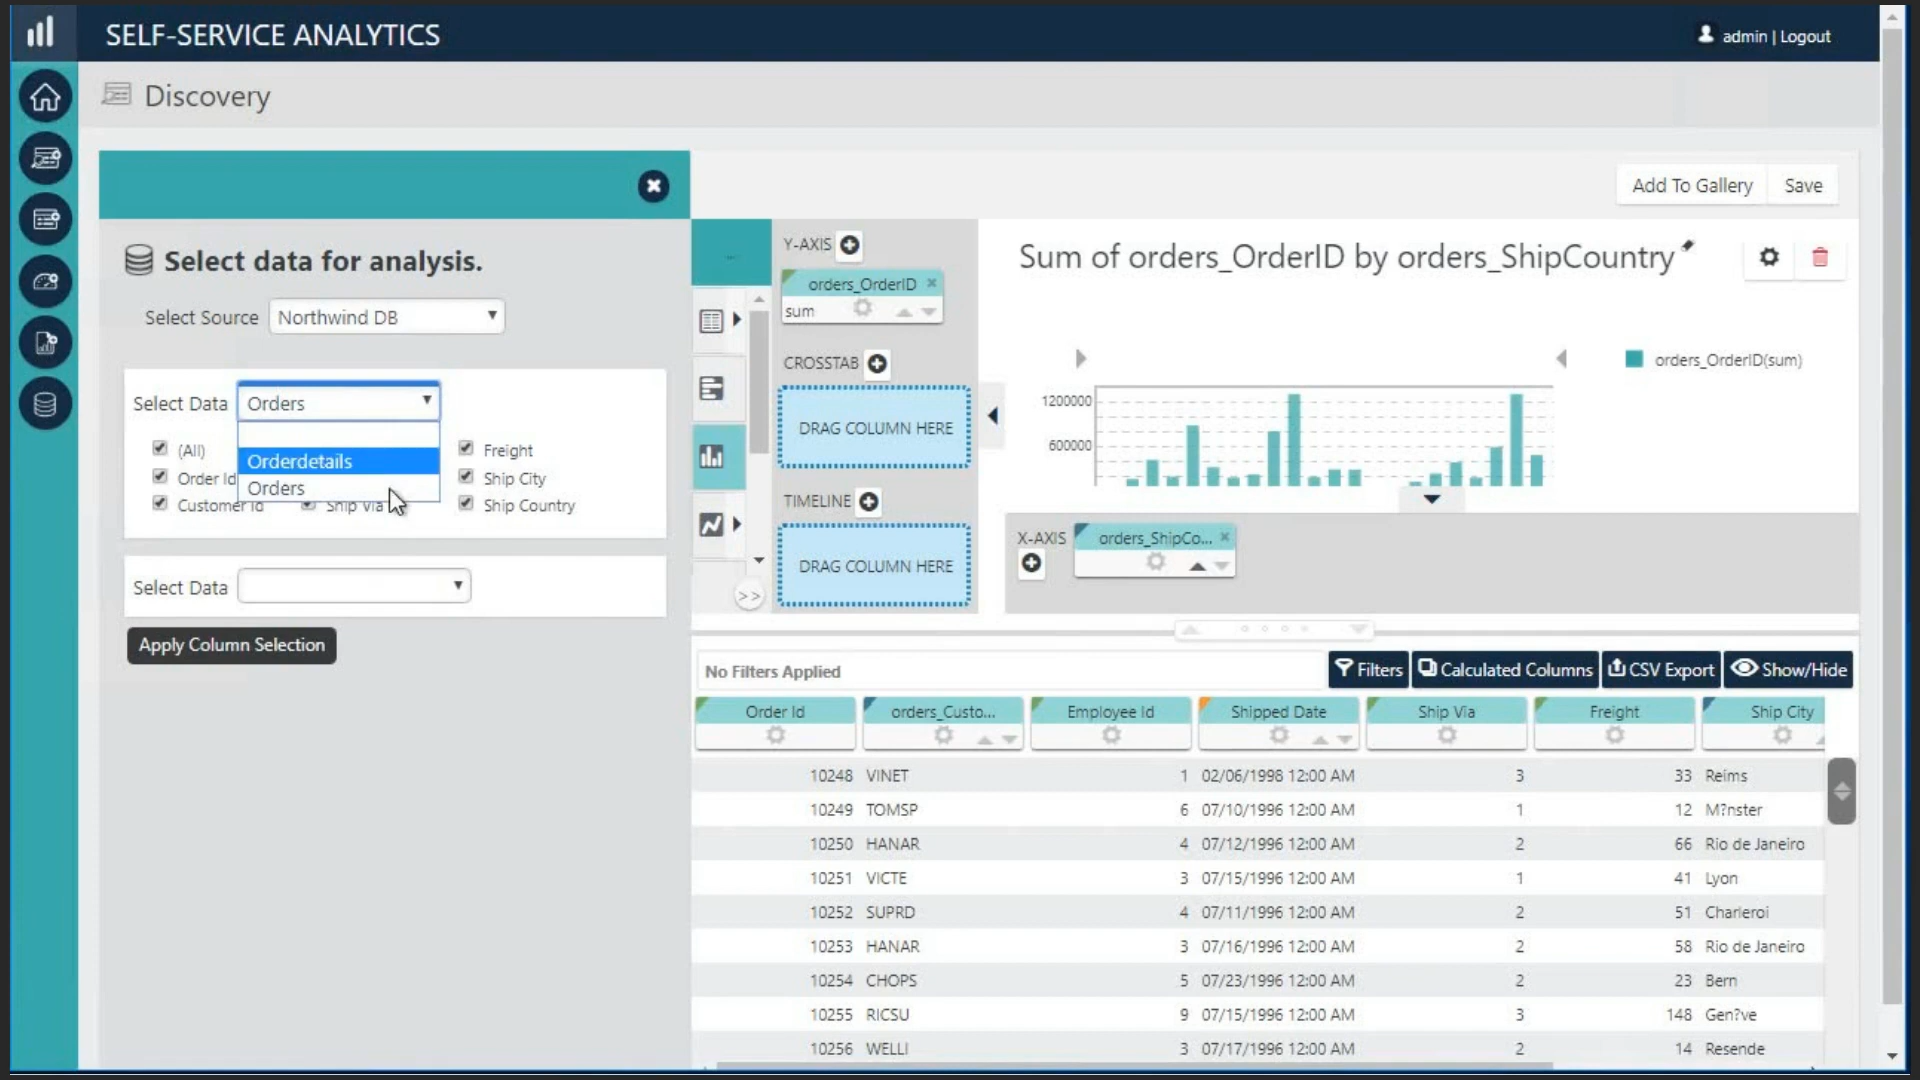 SELF-SERVICE ANALYTICS
admin | Logout
Discovery
Add To Gallery
Save
Select data for analysis.
Select Source
Northwind DB
Select Data
Orders
Orderdetails
Orders
(All)
Freight
Order Id
Ship City
Customer Id
Ship Via
Ship Country
Select Data
Apply Column Selection
Y-AXIS
orders_OrderID
sum
CROSSTAB
DRAG COLUMN HERE
TIMELINE
DRAG COLUMN HERE
>>
Sum of orders_OrderID by orders_ShipCountry
orders_OrderID(sum)
1200000
600000
X-AXIS
orders_ShipCo...
No Filters Applied
Filters
Calculated Columns
CSV Export
Show/Hide
Order Id orders_Custo... Employee Id Shipped Date Ship Via Freight Ship City
10248 VINET 1 02/06/1998 12:00 AM 3 33 Reims
10249 TOMSP 6 07/10/1996 12:00 AM 1 12 M?nster
10250 HANAR 4 07/12/1996 12:00 AM 2 66 Rio de Janeiro
10251 VICTE 3 07/15/1996 12:00 AM 1 41 Lyon
10252 SUPRD 4 07/11/1996 12:00 AM 2 51 Charleroi
10253 HANAR 3 07/16/1996 12:00 AM 2 58 Rio de Janeiro
10254 CHOPS 5 07/23/1996 12:00 AM 2 23 Bern
10255 RICSU 9 07/15/1996 12:00 AM 3 148 Gen?ve
10256 WELLI 3 07/17/1996 12:00 AM 2 14 Resende